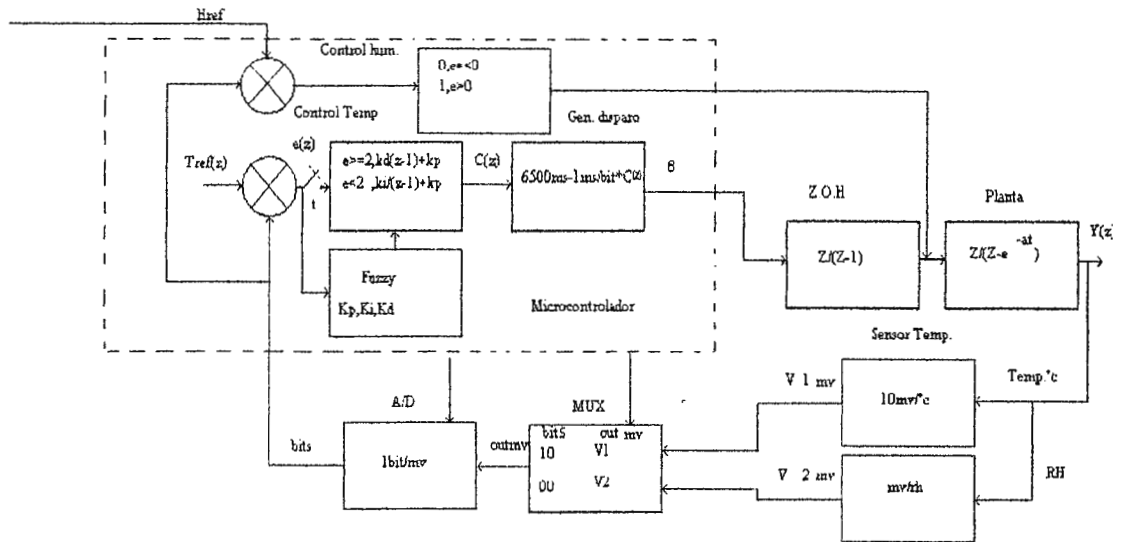 Href
Control hum.
0,e=<0
1,e>0
Control Temp
Gen. disparo
e(z)
Tref(z)
t
e>=2,kd(z-1)+kp
e<2 ,ki/(z-1)+kp
C(z)
6500ms-1ms/bit*C(z)
θ
Z.O.H
Planta
Y(z)
Z/(Z-1)
Z/(Z-e^-at)
Fuzzy
Kp,Ki,Kd
Microcontrolador
Sensor Temp.
A/D
MUX
V 1 mv
10mv/°c
Temp.°c
bits
1bit/mv
outmv
bits out mv
10 V1
00 V2
V 2 mv
mv/rh
RH